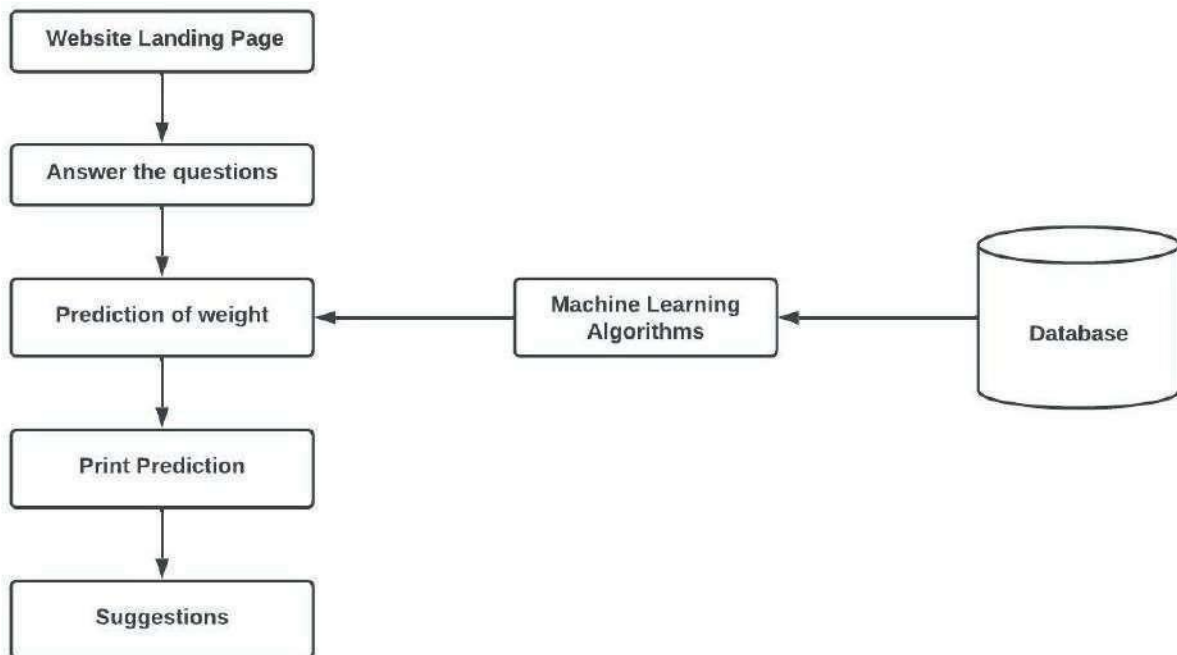 Website Landing Page
Answer the questions
Prediction of weight
Machine Learning
Algorithms
Database
Print Prediction
Suggestions